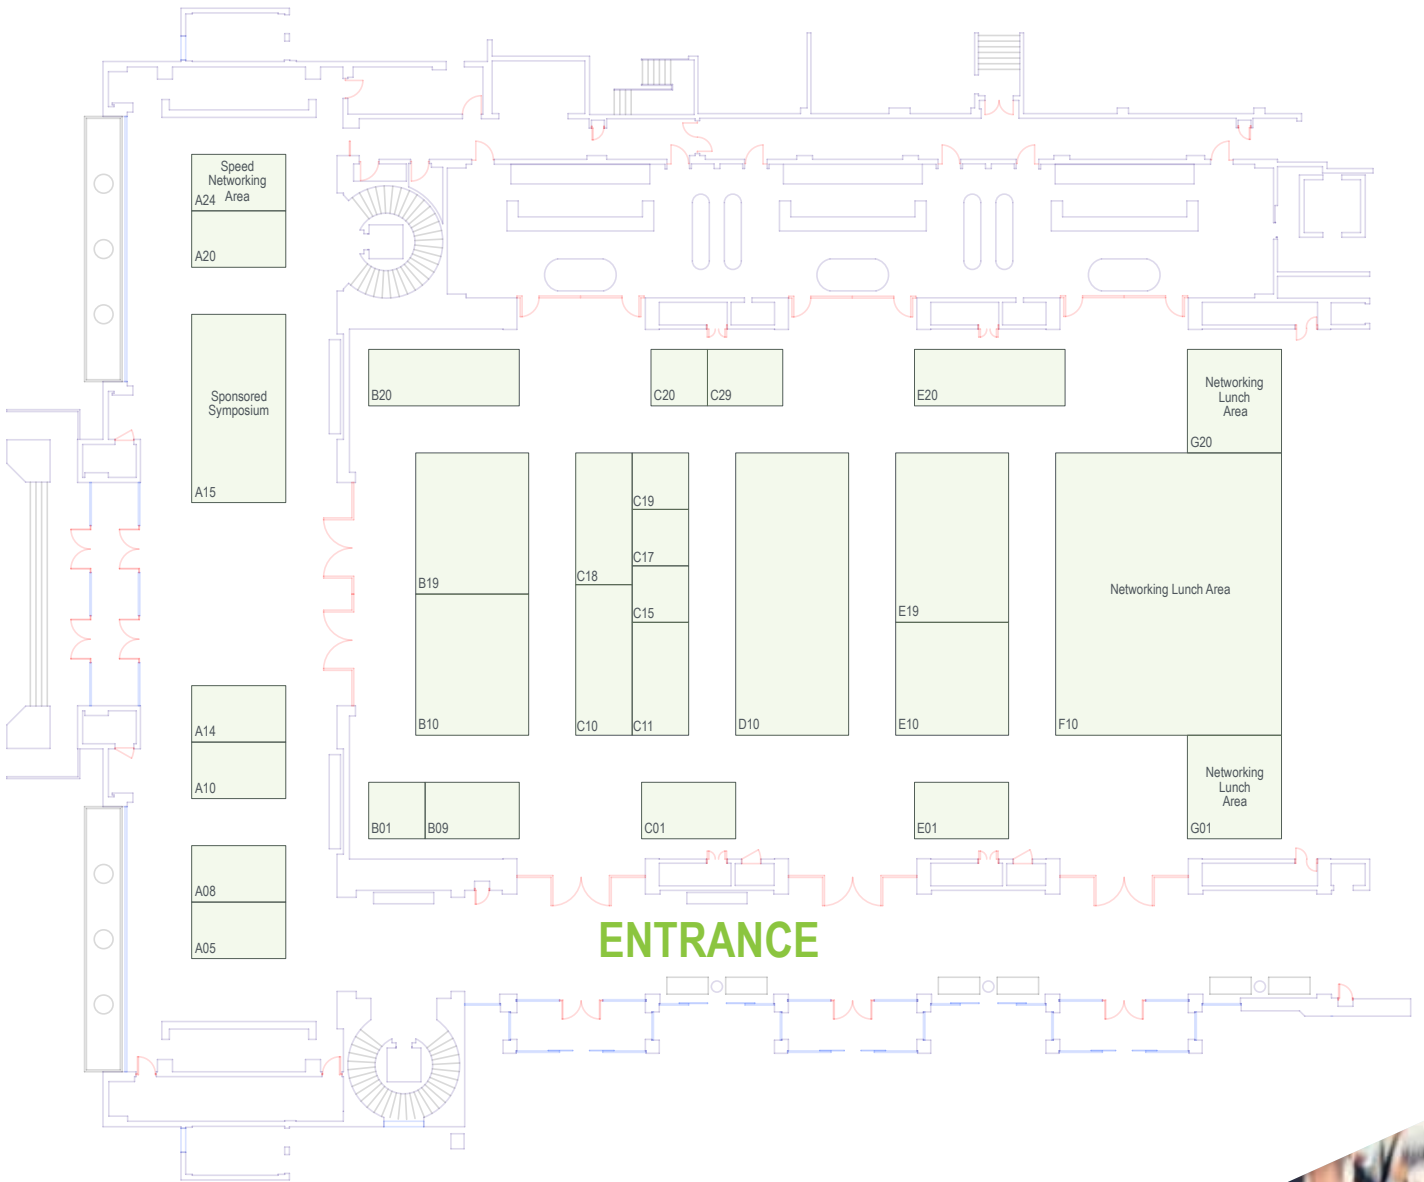 Speed
Networking
Area
A24
A20
Sponsored
Symposium
A15
A14
A10
A08
A05
B20
C20
C29
E20
Networking
Lunch
Area
G20
B19
B10
C18
C10
C19
C17
C15
C11
D10
E19
E10
Networking Lunch Area
F10
B01
B09
C01
E01
Networking
Lunch
Area
G01
ENTRANCE